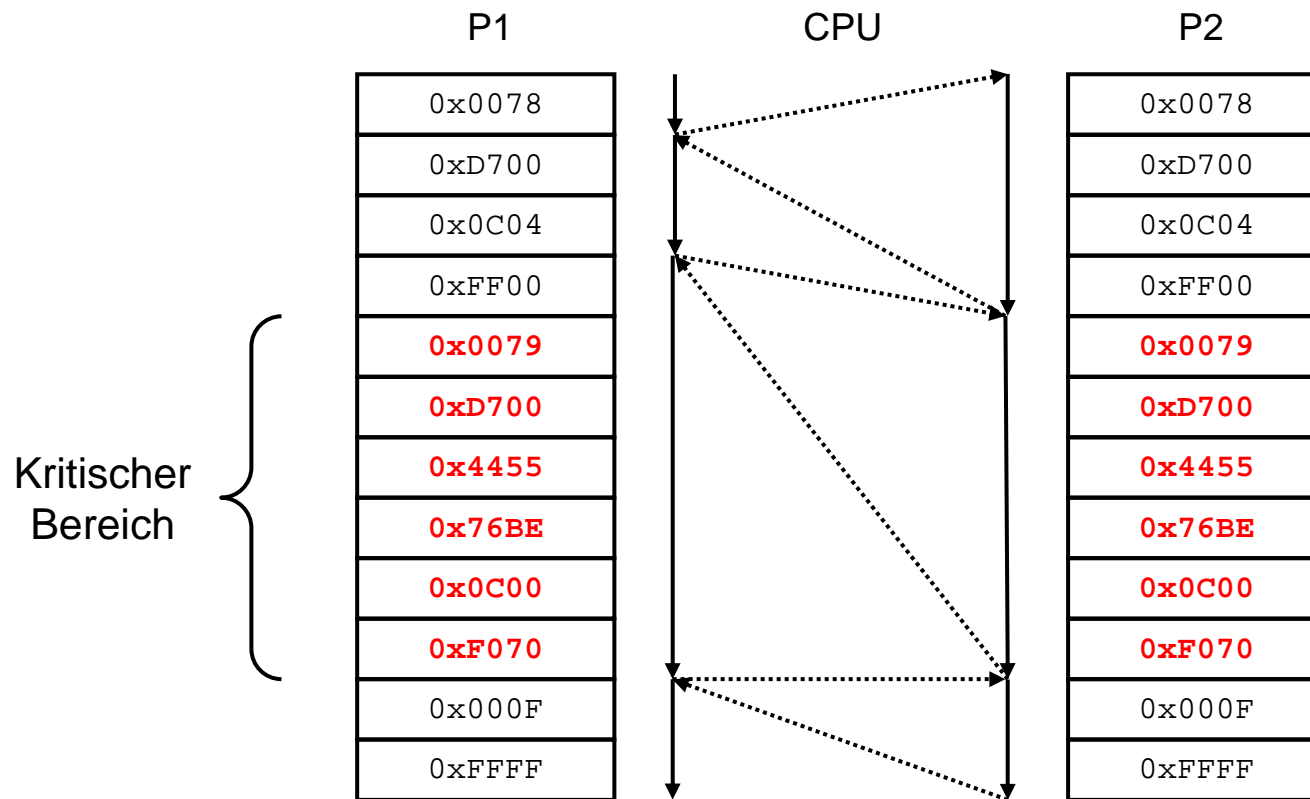 P1 CPU P2
0x0078 0x0078
0xD700 0xD700
0x0C04 0x0C04
0xFF00 0xFF00
0x0079 0x0079
0xD700 0xD700
0x4455 0x4455
Kritischer
Bereich
0x76BE 0x76BE
0x0C00 0x0C00
0xF070 0xF070
0x000F 0x000F
0xFFFF 0xFFFF